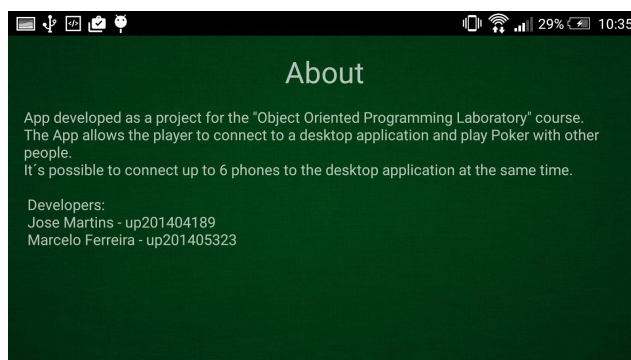 29% 10:35
About
App developed as a project for the "Object Oriented Programming Laboratory" course.
The App allows the player to connect to a desktop application and play Poker with other
people.
It´s possible to connect up to 6 phones to the desktop application at the same time.
Developers:
Jose Martins - up201404189
Marcelo Ferreira - up201405323